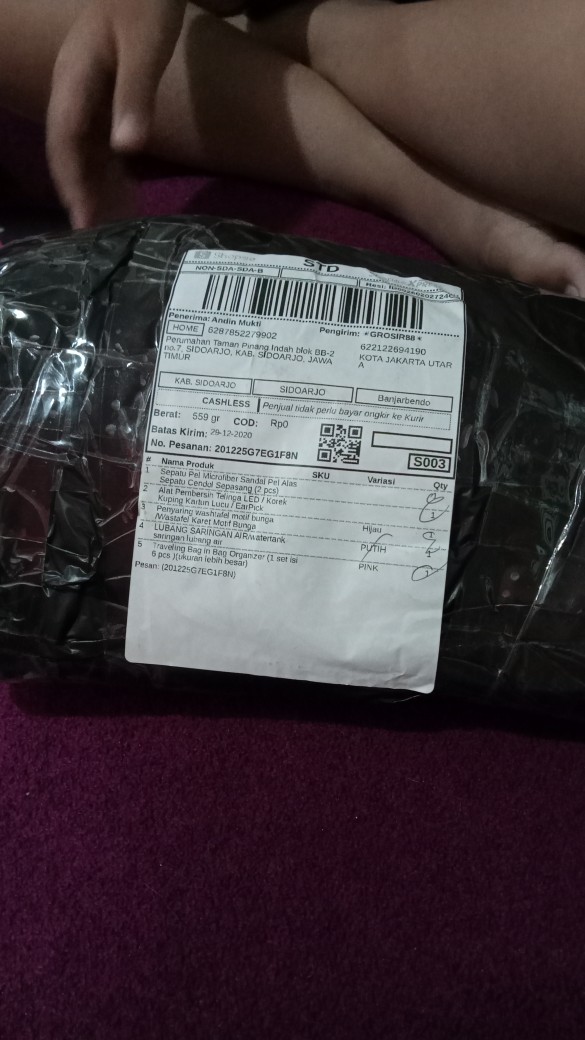 STD
NON-SDA-SDA-B
Resi:
Penerima: Andin Mukti
Pengirim: *GROSIR88*
HOME 6287852279902
622122694190
Perumahan Taman Pinang Indah blok BB-2
no.7, SIDOARJO, KAB. SIDOARJO, JAWA
TIMUR
KOTA JAKARTA UTAR
A
KAB. SIDOARJO SIDOARJO Banjarbendo
CASHLESS Penjual tidak perlu bayar ongkir ke Kurir
Berat: 559 gr COD: Rp0
Batas Kirim: 29-12-2020
No. Pesanan: 201225G7EG1F8N
S003
# Nama Produk SKU Variasi Qty
1 Sepatu Pel Microfiber Sandal Pel Alas
Sepatu Cendol Sepasang (2 pcs)
2 Alat Pembersih Telinga LED / Korek
Kuping Kartun Lucu / EarPick
3 Penyaring washtafel motif bunga
/Wastafel Karet Motif Bunga Hijau
4 LUBANG SARINGAN AIR/watertank
saringan lubang air PUTIH
5 Traveling Bag in Bag Organizer (1 set isi
6 pcs )(ukuran lebih besar) PINK
Pesan: (201225G7EG1F8N)